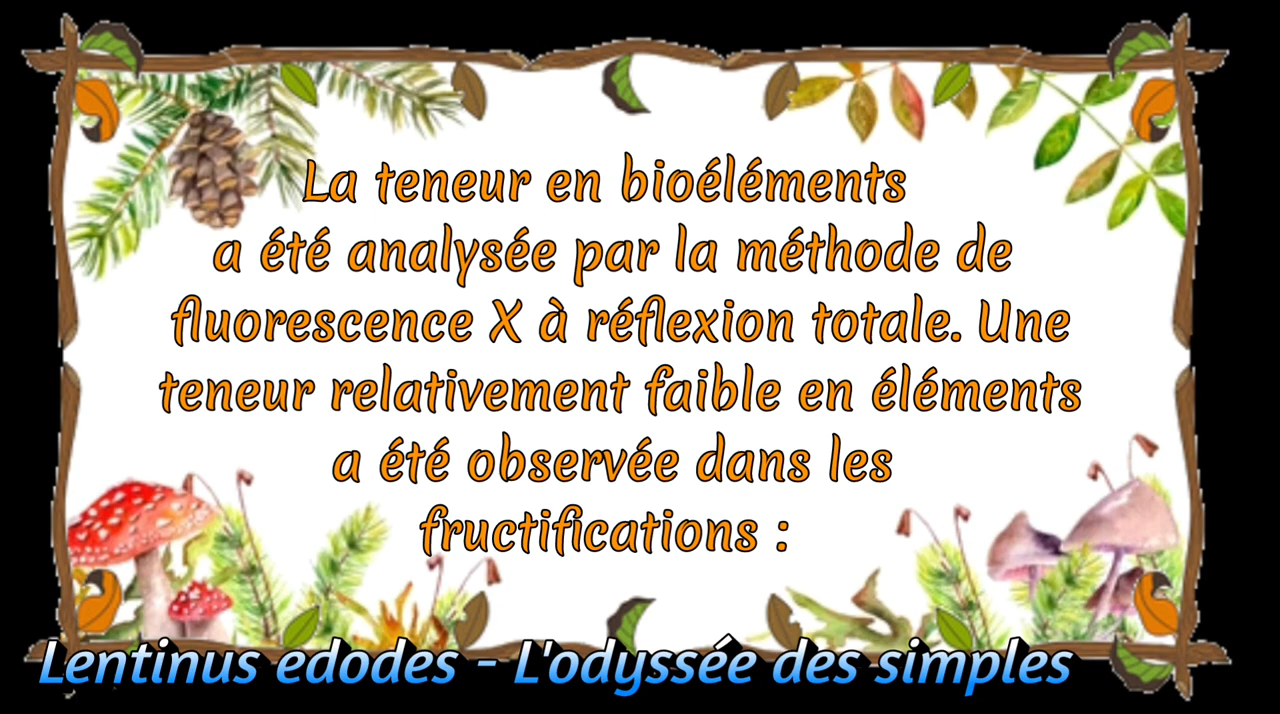 La teneur en bioéléments
a été analysée par la méthode de
fluorescence X à réflexion totale. Une
teneur relativement faible en éléments
a été observée dans les
fructifications :
Lentinus edodes - L'odyssée des simples